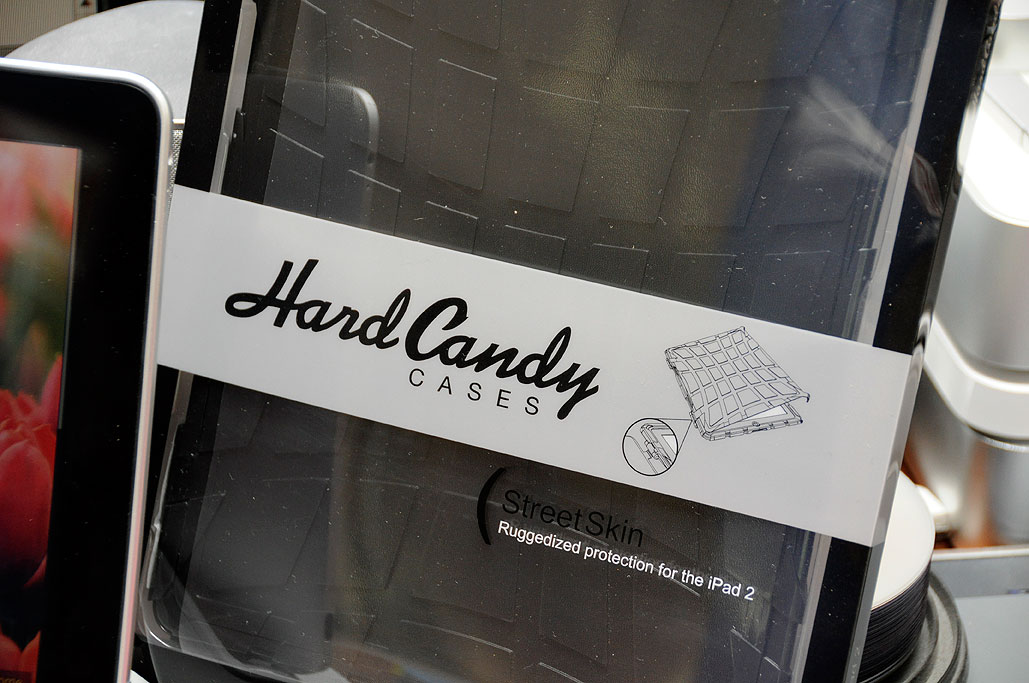 Hard Candy
CASES
StreetSkin
Ruggedized protection for the iPad 2